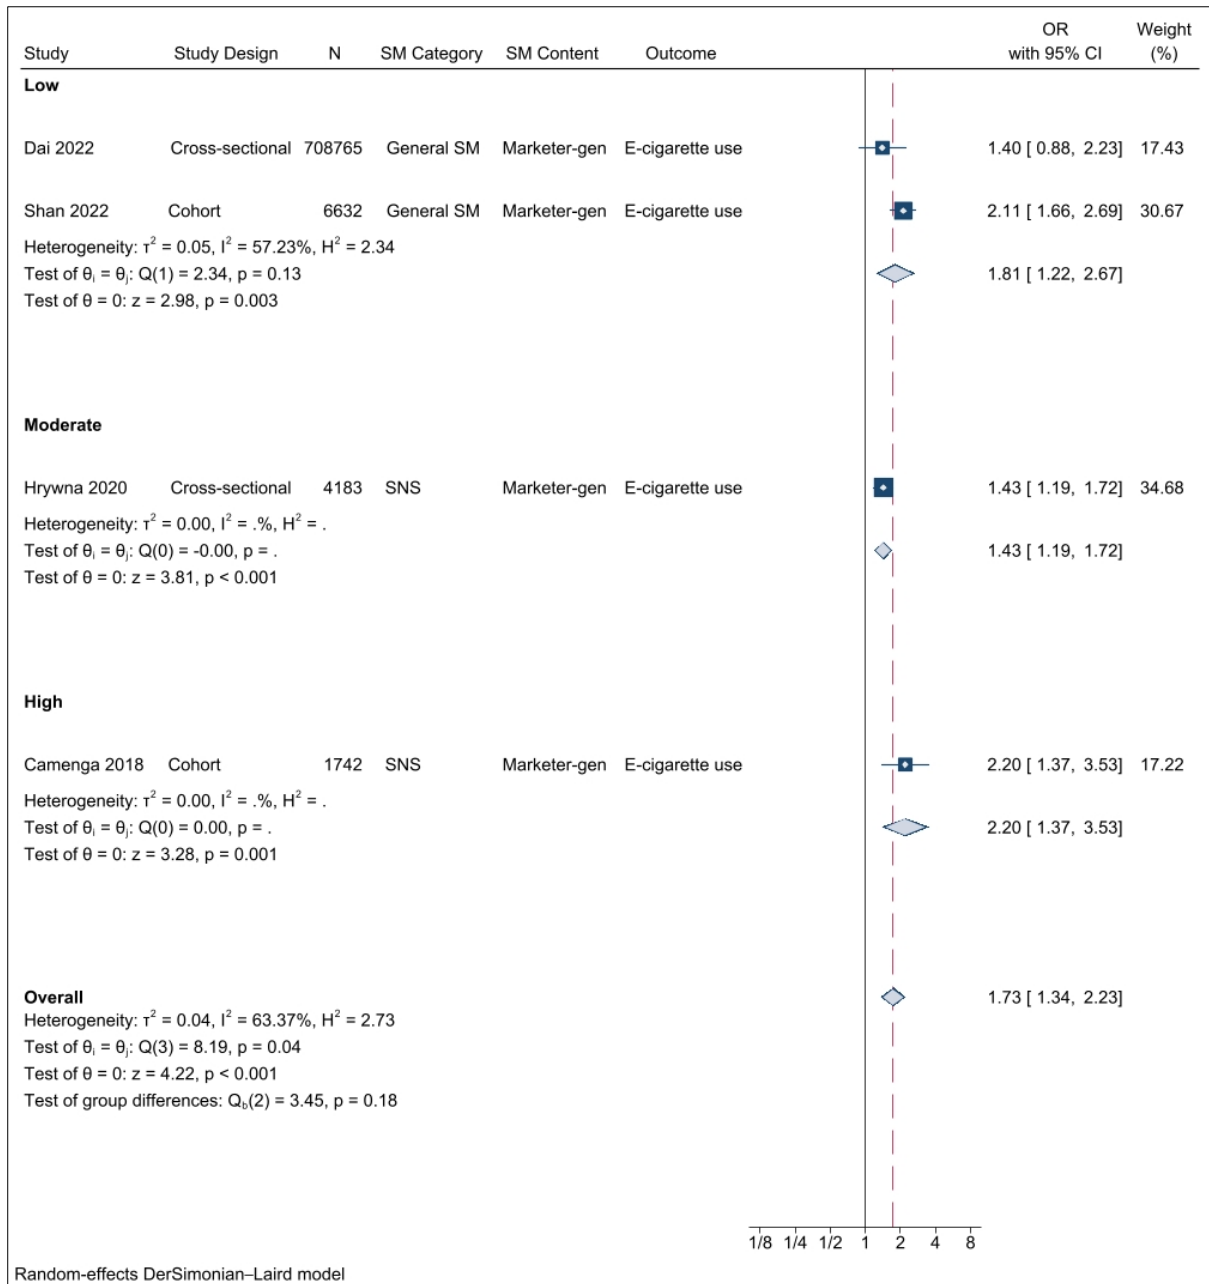 OR Weight
Study Study Design N SM Category SM Content Outcome with 95% CI (%)
Low
Dai 2022 Cross-sectional 708765 General SM Marketer-gen E-cigarette use 1.40 [ 0.88, 2.23] 17.43
Shan 2022 Cohort 6632 General SM Marketer-gen E-cigarette use 2.11 [ 1.66, 2.69] 30.67
Heterogeneity: τ² = 0.05, I² = 57.23%, H² = 2.34
Test of θᵢ = θⱼ: Q(1) = 2.34, p = 0.13 1.81 [ 1.22, 2.67]
Test of θ = 0: z = 2.98, p = 0.003
Moderate
Hrywna 2020 Cross-sectional 4183 SNS Marketer-gen E-cigarette use 1.43 [ 1.19, 1.72] 34.68
Heterogeneity: τ² = 0.00, I² = .%, H² = .
Test of θᵢ = θⱼ: Q(0) = -0.00, p = . 1.43 [ 1.19, 1.72]
Test of θ = 0: z = 3.81, p < 0.001
High
Camenga 2018 Cohort 1742 SNS Marketer-gen E-cigarette use 2.20 [ 1.37, 3.53] 17.22
Heterogeneity: τ² = 0.00, I² = .%, H² = .
Test of θᵢ = θⱼ: Q(0) = 0.00, p = . 2.20 [ 1.37, 3.53]
Test of θ = 0: z = 3.28, p = 0.001
Overall 1.73 [ 1.34, 2.23]
Heterogeneity: τ² = 0.04, I² = 63.37%, H² = 2.73
Test of θᵢ = θⱼ: Q(3) = 8.19, p = 0.04
Test of θ = 0: z = 4.22, p < 0.001
Test of group differences: Q_b(2) = 3.45, p = 0.18
1/8 1/4 1/2 1 2 4 8
Random-effects DerSimonian–Laird model